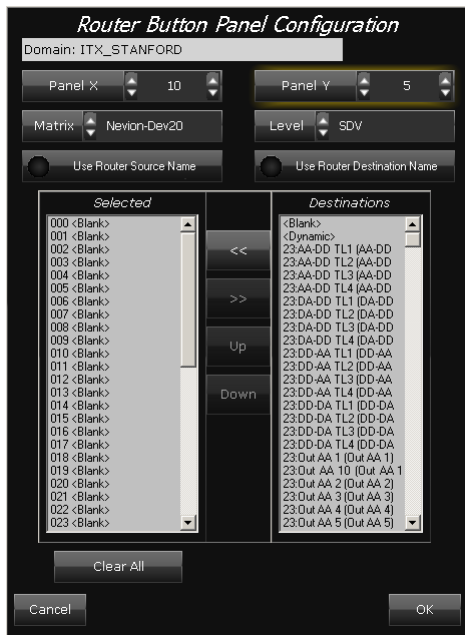 Router Button Panel Configuration
Domain: ITX_STANFORD
Panel X 10 Panel Y 5
Matrix Nevion-Dev20 Level SDV
Use Router Source Name Use Router Destination Name
Selected
000 <Blank>
001 <Blank>
002 <Blank>
003 <Blank>
004 <Blank>
005 <Blank>
006 <Blank>
007 <Blank>
008 <Blank>
009 <Blank>
010 <Blank>
011 <Blank>
012 <Blank>
013 <Blank>
014 <Blank>
015 <Blank>
016 <Blank>
017 <Blank>
018 <Blank>
019 <Blank>
020 <Blank>
021 <Blank>
022 <Blank>
023 <Blank>
<<
>>
Up
Down
Destinations
<Blank>
<Dynamic>
23:AA-DD TL1 (AA-DD
23:AA-DD TL2 (AA-DD
23:AA-DD TL3 (AA-DD
23:AA-DD TL4 (AA-DD
23:DA-DD TL1 (DA-DD
23:DA-DD TL2 (DA-DD
23:DA-DD TL3 (DA-DD
23:DA-DD TL4 (DA-DD
23:DD-AA TL1 (DD-AA
23:DD-AA TL2 (DD-AA
23:DD-AA TL3 (DD-AA
23:DD-AA TL4 (DD-AA
23:DD-DA TL1 (DD-DA
23:DD-DA TL2 (DD-DA
23:DD-DA TL3 (DD-DA
23:DD-DA TL4 (DD-DA
23:Out AA 1 (Out AA 1)
23:Out AA 10 (Out AA 1
23:Out AA 2 (Out AA 2)
23:Out AA 3 (Out AA 3)
23:Out AA 4 (Out AA 4)
23:Out AA 5 (Out AA 5)
Clear All
Cancel OK